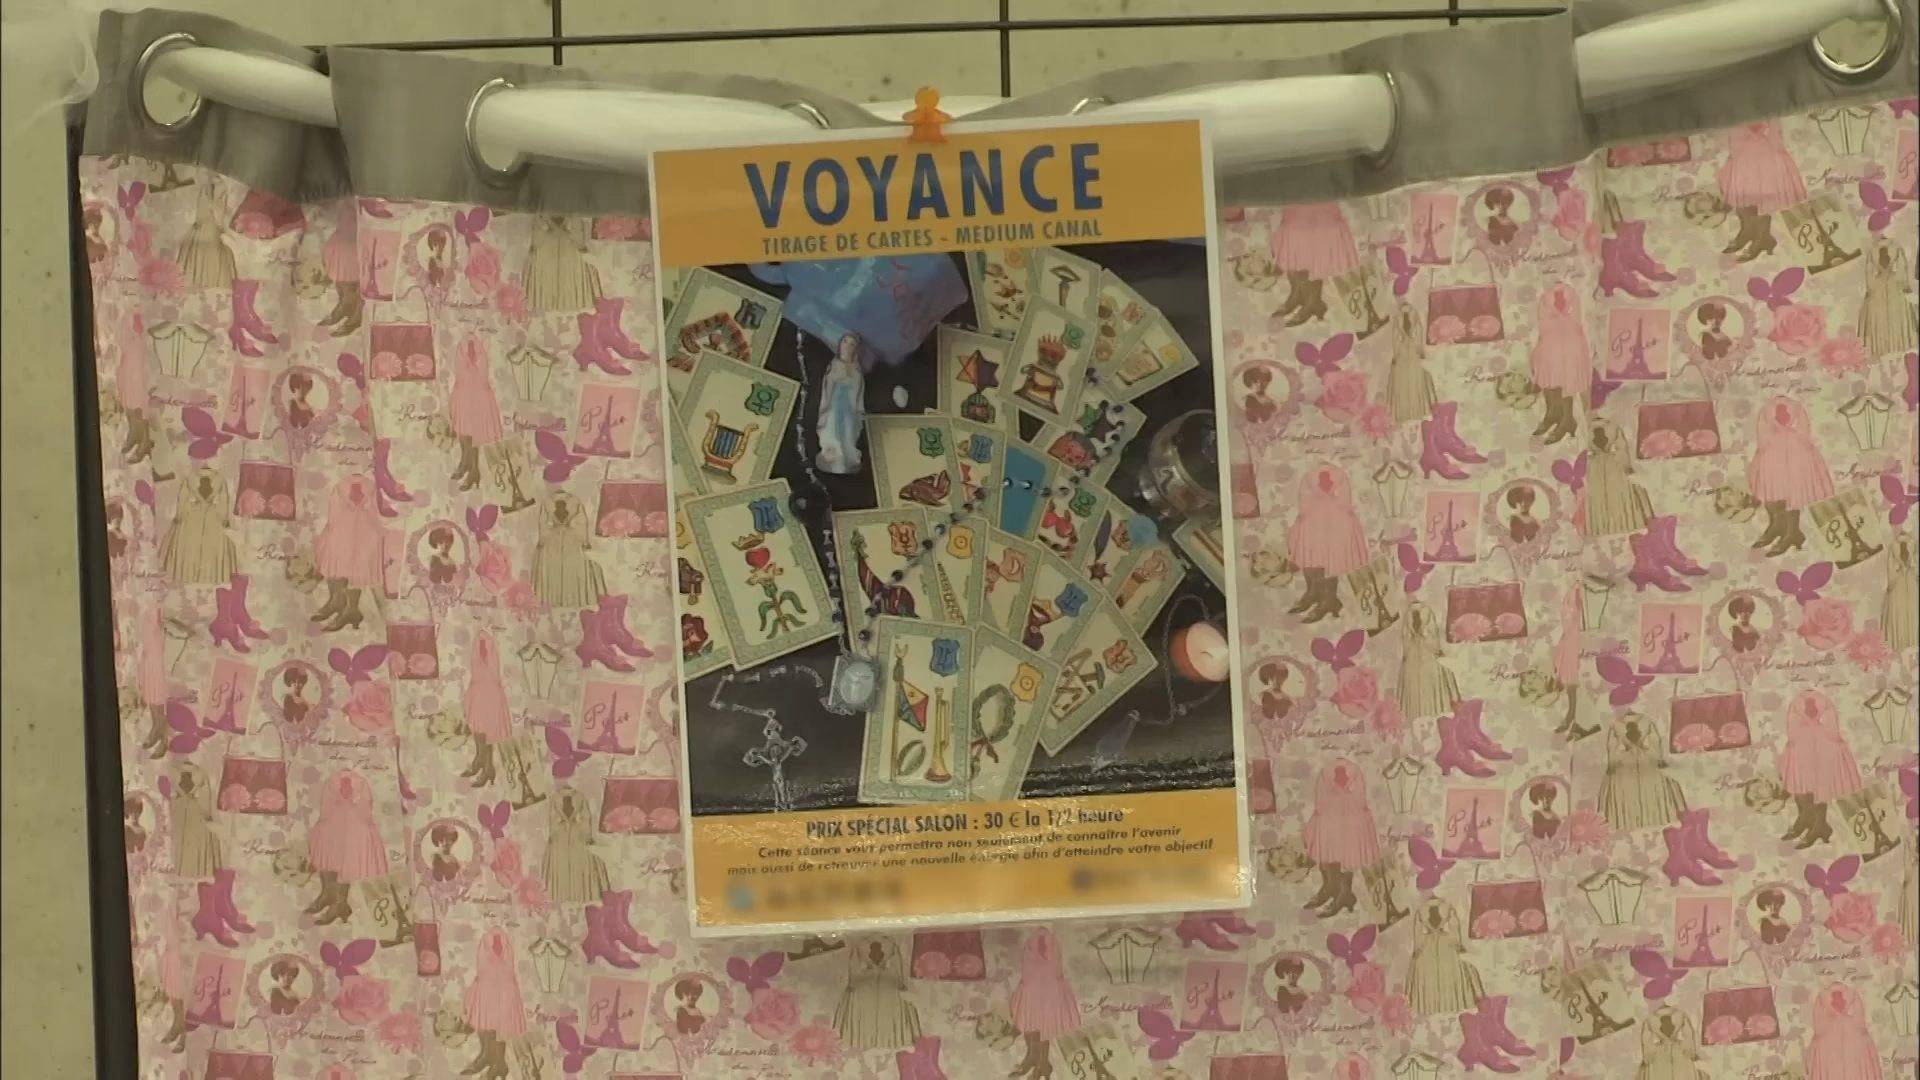 VOYANCE
TIRAGE DE CARTES - MEDIUM CANAL
PRIX SPÉCIAL SALON : 30 € la 1/2 heure
Cette séance vous permettra non seulement de connaître l'avenir
mais aussi de retrouver une nouvelle énergie afin d'atteindre votre objectif